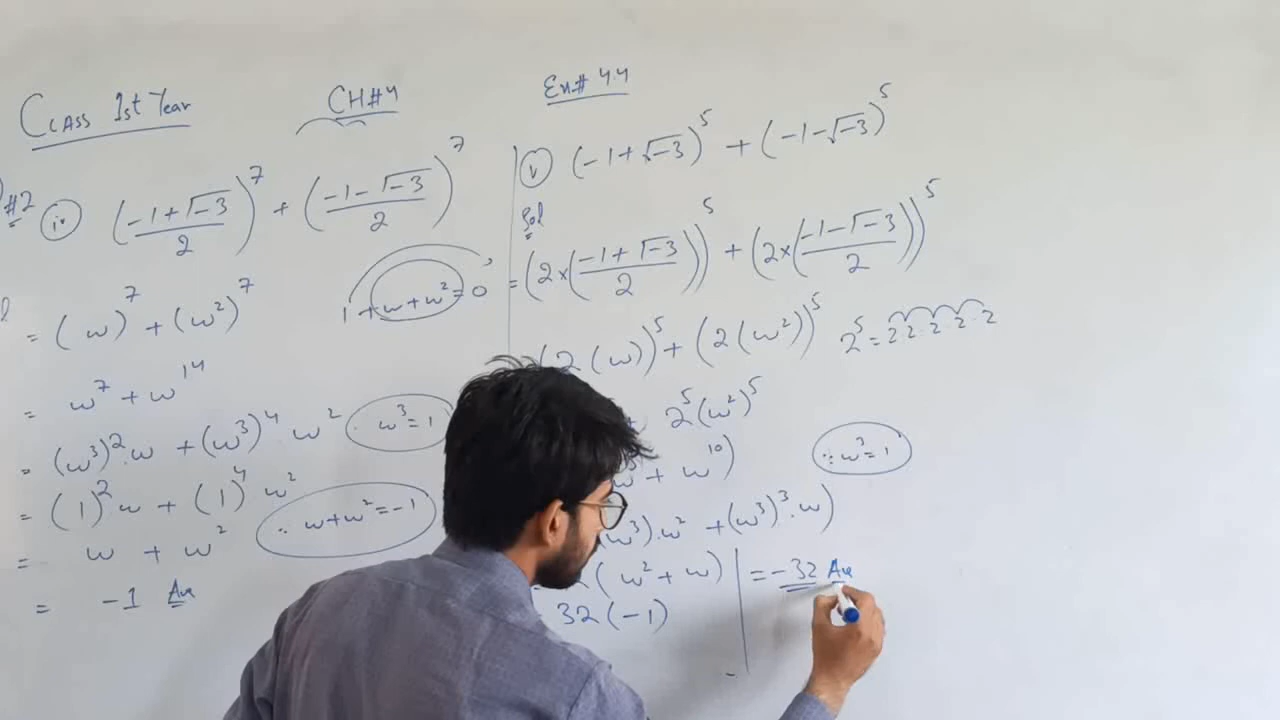 Class 1st Year
CH#4
Ex# 4.4
#2 iv ((-1+√-3)/2)^7 + ((-1-√-3)/2)^7
= (w)^7 + (w^2)^7
1+w+w^2=0
= w^7 + w^14
= (w^3)^2.w + (w^3)^4 w^2 . w^3=1
= (1)^2 w + (1)^4 w^2
∵ w+w^2=-1
= w + w^2
= -1 Ans
v (-1+√-3)^5 + (-1-√-3)^5
Sol
= (2×((-1+√-3)/2))^5 + (2×((-1-√-3)/2))^5
(2(w))^5 + (2(w^2))^5 2^5=2.2.2.2.2
2^5(w^2)^5
+ w^10)
∵ w^3=1
(w^3).w^2 + (w^3)^3.w)
(w^2+w)
32(-1)
= -32 Ans